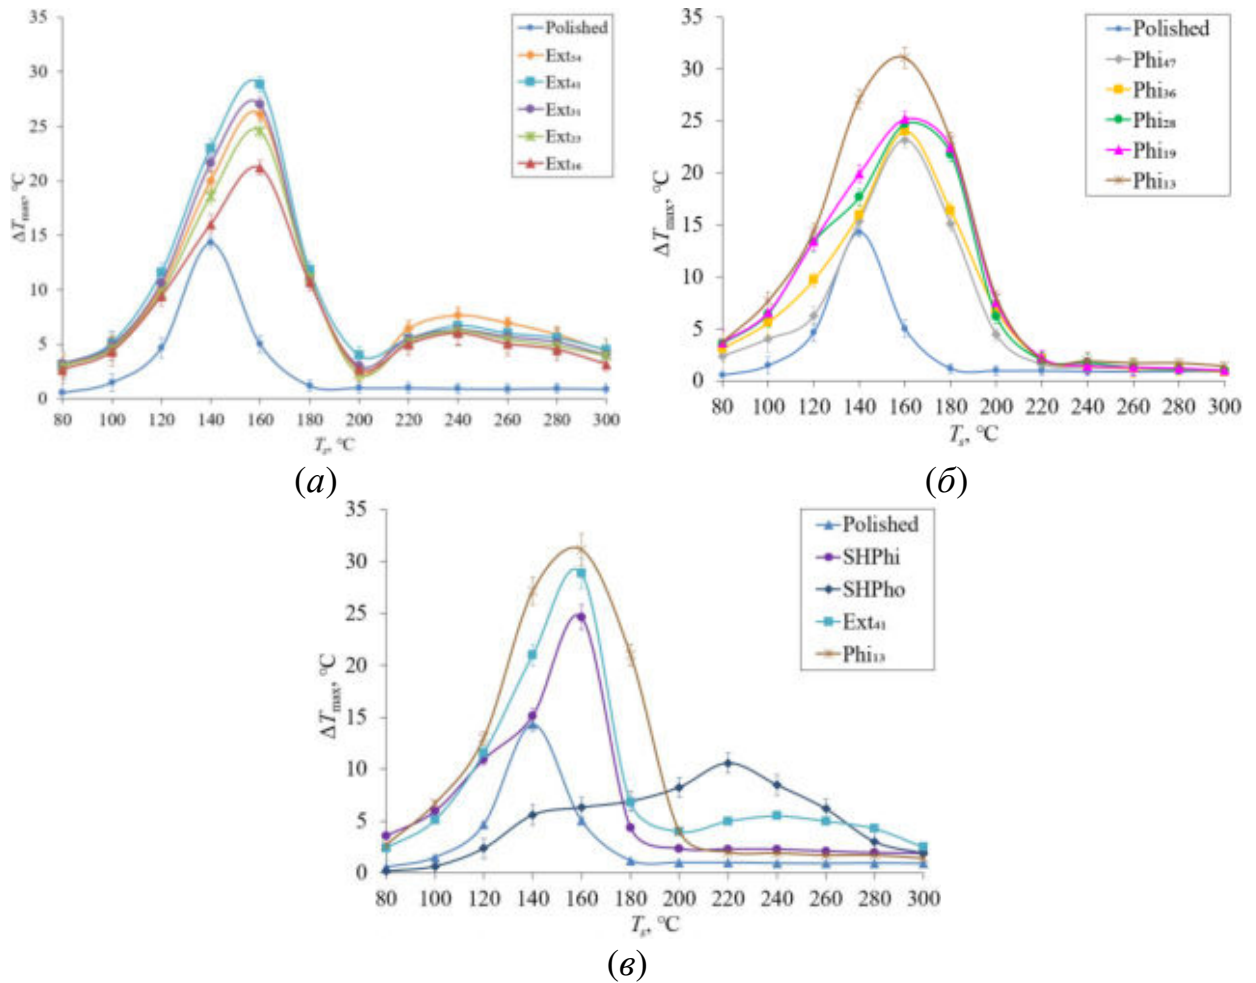 35
30
25
20
15
10
5
0
ΔTmax, °C
80 100 120 140 160 180 200 220 240 260 280 300
Ts, °C
Polished
Ext54
Ext41
Ext31
Ext23
Ext16
(а)
35
30
25
20
15
10
5
0
ΔTmax, °C
80 100 120 140 160 180 200 220 240 260 280 300
Ts, °C
Polished
Phi47
Phi36
Phi28
Phi19
Phi13
(б)
35
30
25
20
15
10
5
0
ΔTmax, °C
80 100 120 140 160 180 200 220 240 260 280 300
Ts, °C
Polished
SHPhi
SHPho
Ext41
Phi13
(в)